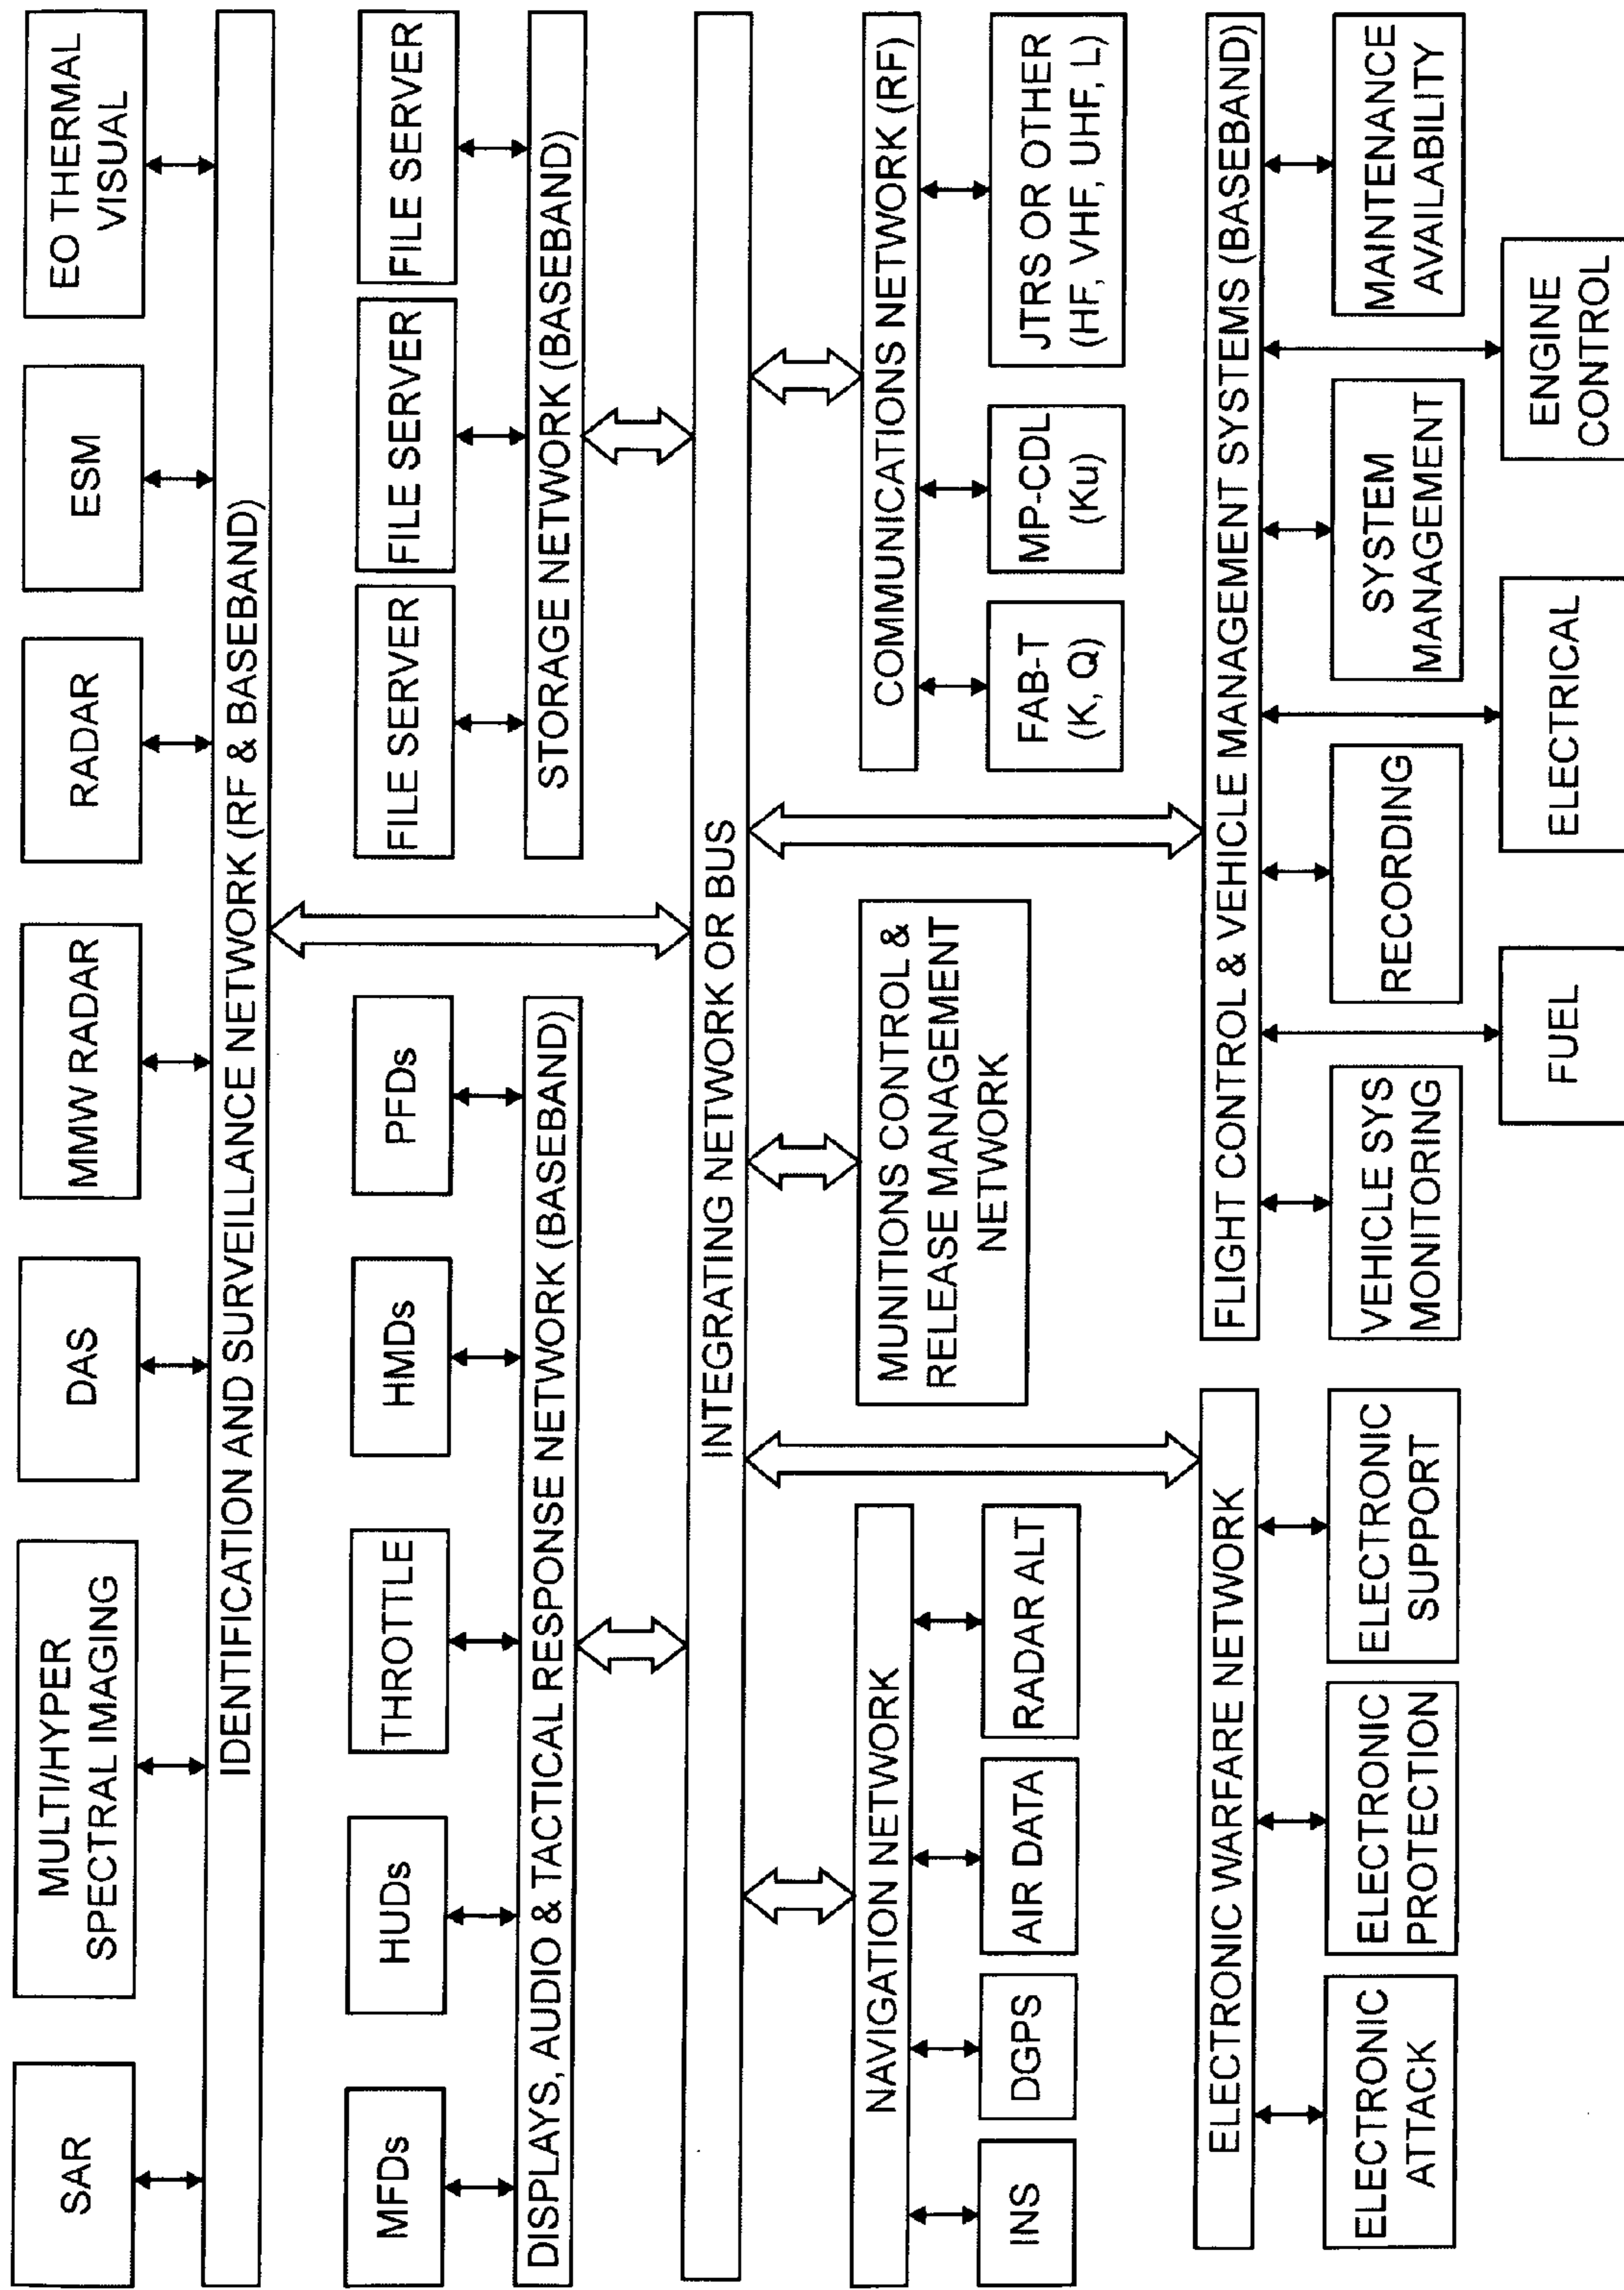 SAR
MULTI/HYPER
SPECTRAL IMAGING
DAS
MMW RADAR
RADAR
ESM
EO THERMAL
VISUAL
IDENTIFICATION AND SURVEILLANCE NETWORK (RF & BASEBAND)
MFDs
HUDs
THROTTLE
HMDs
PFDs
FILE SERVER
FILE SERVER
FILE SERVER
DISPLAYS, AUDIO & TACTICAL RESPONSE NETWORK (BASEBAND)
STORAGE NETWORK (BASEBAND)
INTEGRATING NETWORK OR BUS
NAVIGATION NETWORK
MUNITIONS CONTROL &
RELEASE MANAGEMENT
NETWORK
COMMUNICATIONS NETWORK (RF)
INS
DGPS
AIR DATA
RADAR ALT
FAB-T
(K, Q)
MP-CDL
(Ku)
JTRS OR OTHER
(HF, VHF, UHF, L)
ELECTRONIC WARFARE NETWORK
FLIGHT CONTROL & VEHICLE MANAGEMENT SYSTEMS (BASEBAND)
ELECTRONIC
ATTACK
ELECTRONIC
PROTECTION
ELECTRONIC
SUPPORT
VEHICLE SYS
MONITORING
RECORDING
SYSTEM
MANAGEMENT
MAINTENANCE
AVAILABILITY
FUEL
ELECTRICAL
ENGINE
CONTROL